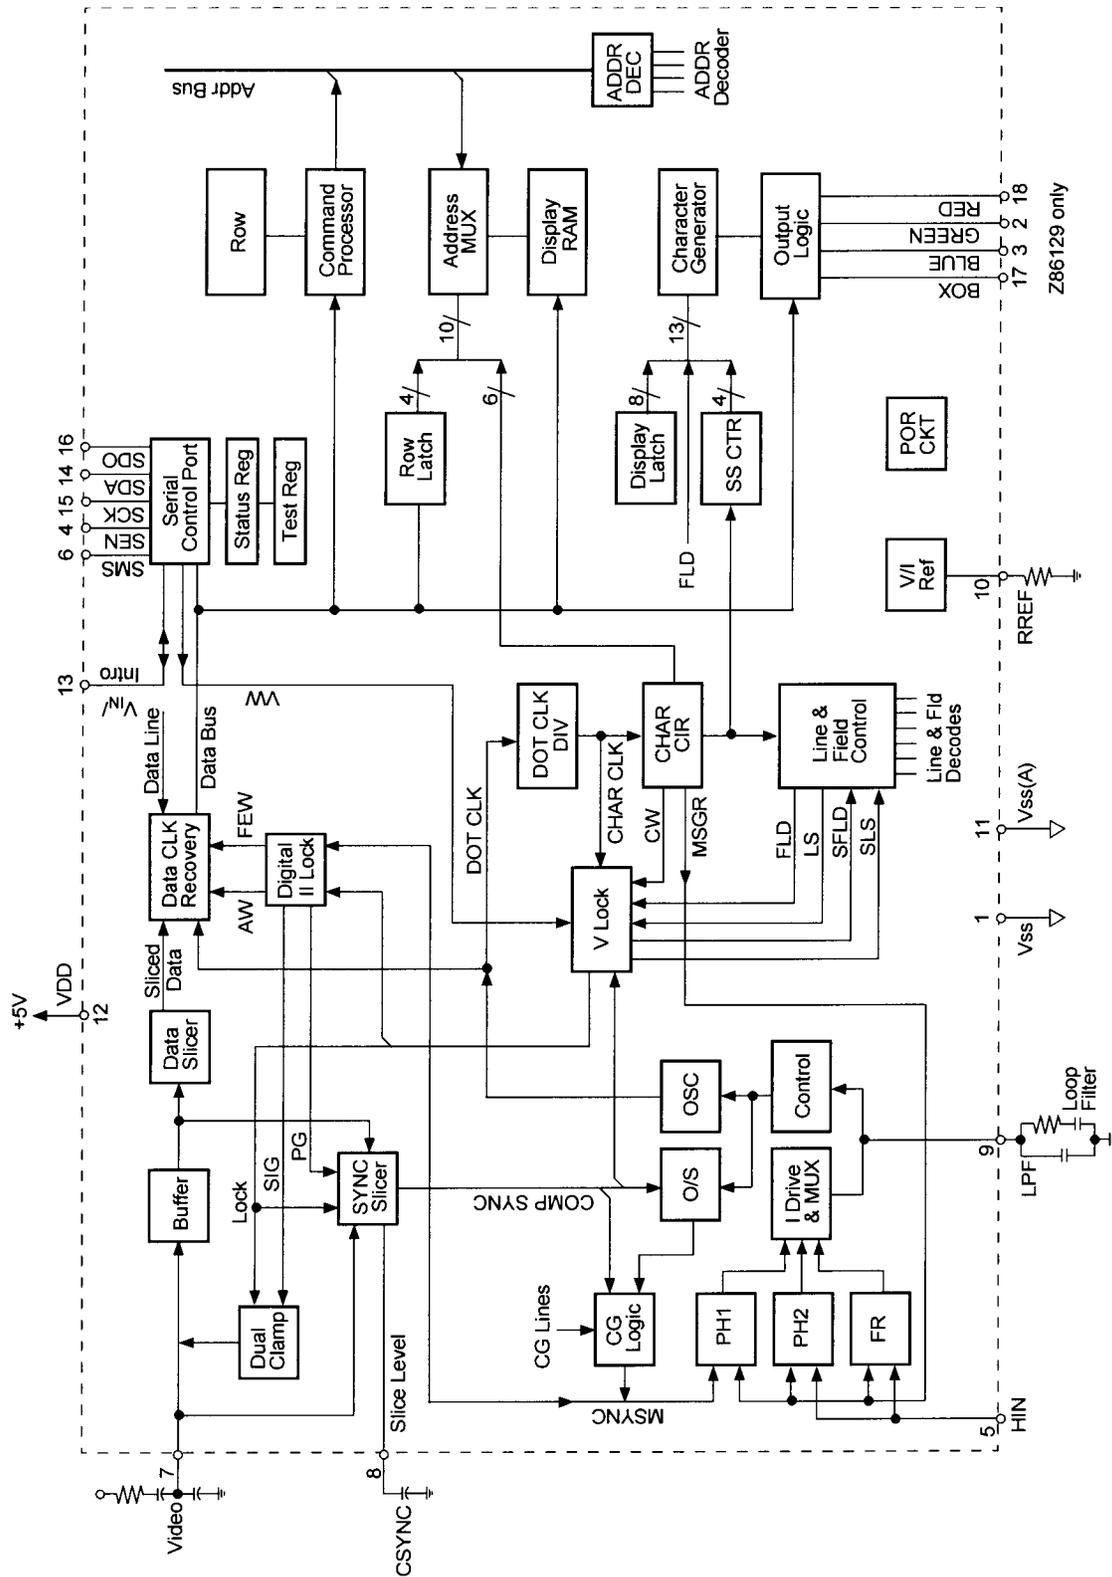 Video
7
CSYNC
8
Slice Level
Buffer
Dual
Clamp
Lock
SIG
PG
SYNC
Slicer
Data
Slicer
Sliced
Data
+5V
VDD
12
Data CLK
Recovery
AW
FEW
Digital
II Lock
Data Line
Data Bus
VIN/
Intro
13
VW
SMS
SEN
SCK
SDA
SDO
6
4
15
14
16
Serial
Control Port
Status Reg
Test Reg
Row
Command
Processor
Addr Bus
ADDR
DEC
ADDR
Decoder
Address
MUX
Display
RAM
10
Row
Latch
4
6
Display
Latch
8
FLD
SS CTR
4
13
Character
Generator
Output
Logic
BOX
BLUE
GREEN
RED
17
3
2
18
Z86129 only
POR
CKT
V/I
Ref
10
RREF
DOT CLK
DOT CLK
DIV
CHAR CLK
CHAR
CIR
CW
MSGR
V Lock
FLD
LS
SFLD
SLS
Line &
Field
Control
Line & Fld
Decodes
11
Vss(A)
1
Vss
COMP SYNC
OSC
O/S
Control
I Drive
& MUX
CG Lines
CG
Logic
MSYNC
PH1
PH2
FR
5
HIN
9
LPF
Loop
Filter